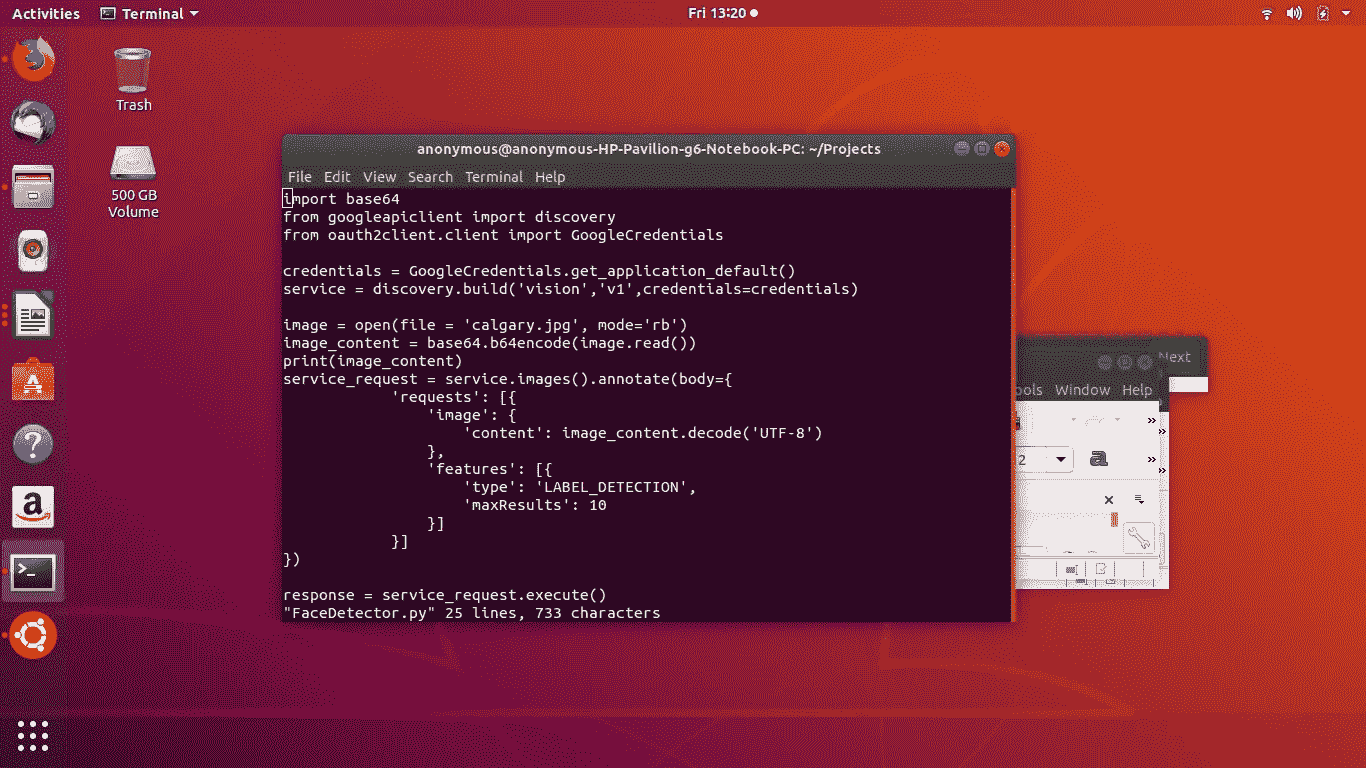 Activities
Terminal
Fri 13:20
Trash
500 GB
Volume
anonymous@anonymous-HP-Pavilion-g6-Notebook-PC: ~/Projects
File Edit View Search Terminal Help
import base64
from googleapiclient import discovery
from oauth2client.client import GoogleCredentials
credentials = GoogleCredentials.get_application_default()
service = discovery.build('vision','v1',credentials=credentials)
image = open(file = 'calgary.jpg', mode='rb')
image_content = base64.b64encode(image.read())
print(image_content)
service_request = service.images().annotate(body={
'requests': [{
'image': {
'content': image_content.decode('UTF-8')
},
'features': [{
'type': 'LABEL_DETECTION',
'maxResults': 10
}]
}]
})
response = service_request.execute()
"FaceDetector.py" 25 lines, 733 characters
Next
ools Window Help
2
a
a